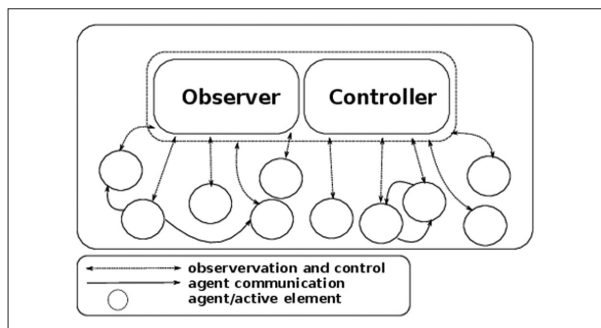 Observer Controller
observervation and control
agent communication
agent/active element